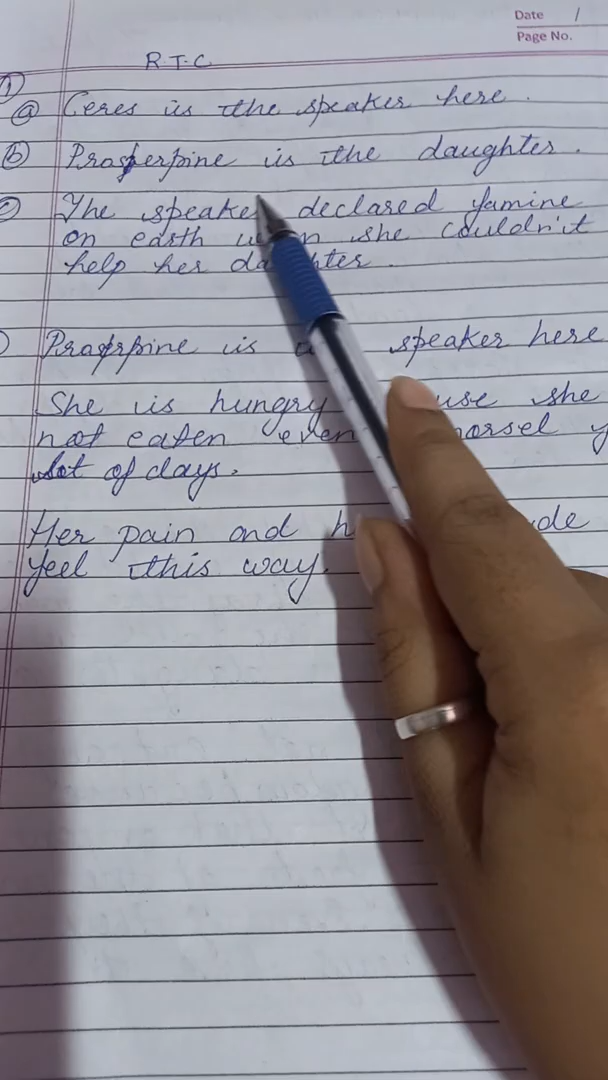 Date /
Page No.
R.T.C
① 
ⓐ Ceres is the speaker here.
ⓑ Prosperpine is the daughter.
The speaker declared famine
on earth she couldn't
help her
Prosrpine is speaker here
She is hungry she
not eaten even morsel
lot of days.
Her pain and
feel this way.